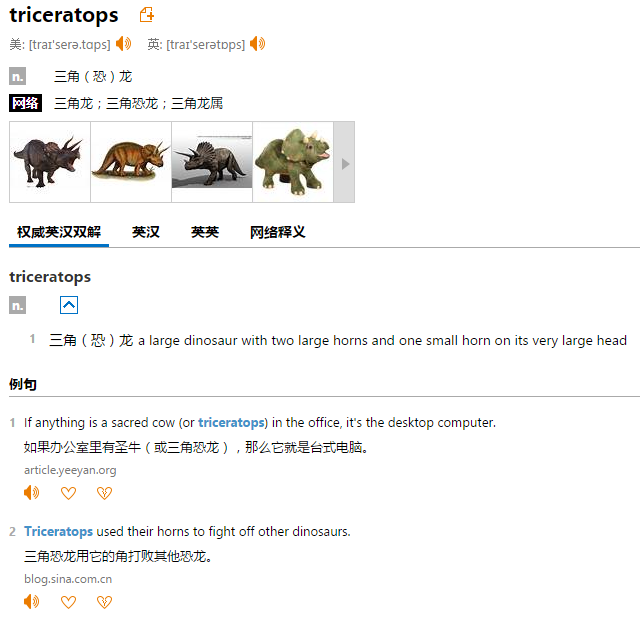 triceratops
美: [traɪ'serə.tɑps] 英: [traɪ'serətɒps]
n. 三角（恐）龙
网络 三角龙；三角恐龙；三角龙属
权威英汉双解 英汉 英英 网络释义
triceratops
n.
1 三角（恐）龙 a large dinosaur with two large horns and one small horn on its very large head
例句
1 If anything is a sacred cow (or triceratops) in the office, it's the desktop computer.
如果办公室里有圣牛（或三角恐龙），那么它就是台式电脑。
article.yeeyan.org
2 Triceratops used their horns to fight off other dinosaurs.
三角恐龙用它的角打败其他恐龙。
blog.sina.com.cn